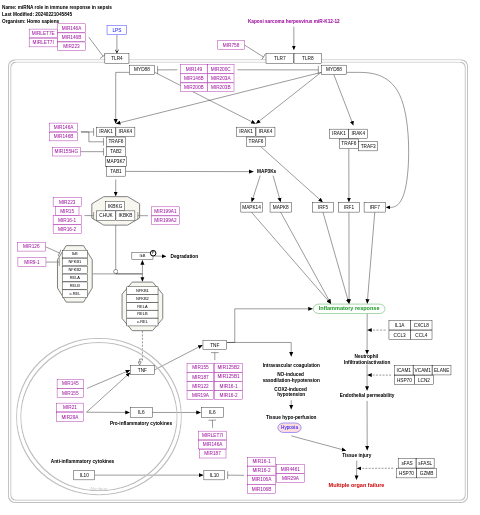 Name: miRNA role in immune response in sepsis
Last Modified: 20240221045845
Organism: Homo sapiens
MIRLET7E
MIRLET7I
MIR146A
MIR146B
MIR223
LPS
TLR4
Kaposi sarcoma herpesvirus miR-K12-12
MIR758
TLR7
TLR8
MYD88
MIR149
MIR200C
MIR146B
MIR203A
MIR200B
MIR203B
MYD88
MIR146A
MIR146B
MIR155HG
IRAK1
IRAK4
TRAF6
TAB2
MAP3K7
TAB1
IRAK1
IRAK4
TRAF6
IRAK1
IRAK4
TRAF6
TRAF3
MAP3Ks
MAPK14
MAPK8
IRF5
IRF1
IRF7
MIR223
MIR15
MIR16-1
MIR16-2
IKBKG
CHUK
IKBKB
MIR199A1
MIR199A2
MIR126
MIR9-1
IkB
NFKB1
NFKB2
RELA
RELB
c-REL
IkB
P
Degradation
NFKB1
NFKB2
RELA
RELB
c-REL
Inflammatory response
IL1A
CXCL8
CCL3
CCL4
TNF
TNF
MIR155
MIR125B2
MIR187
MIR125B1
MIR122
MIR16-1
MIR19A
MIR16-2
Intravascular coagulation
NO-induced
vasodilation-hypotension
COX2-induced
hypotension
Neutrophil
infiltration/activation
ICAM1
VCAM1
ELANE
HSP70
LCN2
Endothelial permeability
MIR145
MIR155
MIR21
MIR29A
IL6
IL6
Pro-inflammatory cytokines
Tissue hypo-perfusion
Hypoxia
MIRLET7I
MIR146A
MIR187
Tissue injury
Anti-inflammatory cytokines
IL10
IL10
MIR16-1
MIR16-2
MIR106A
MIR106B
MIR4461
MIR29A
sFAS
sFASL
HSP70
GZMB
Multiple organ failure